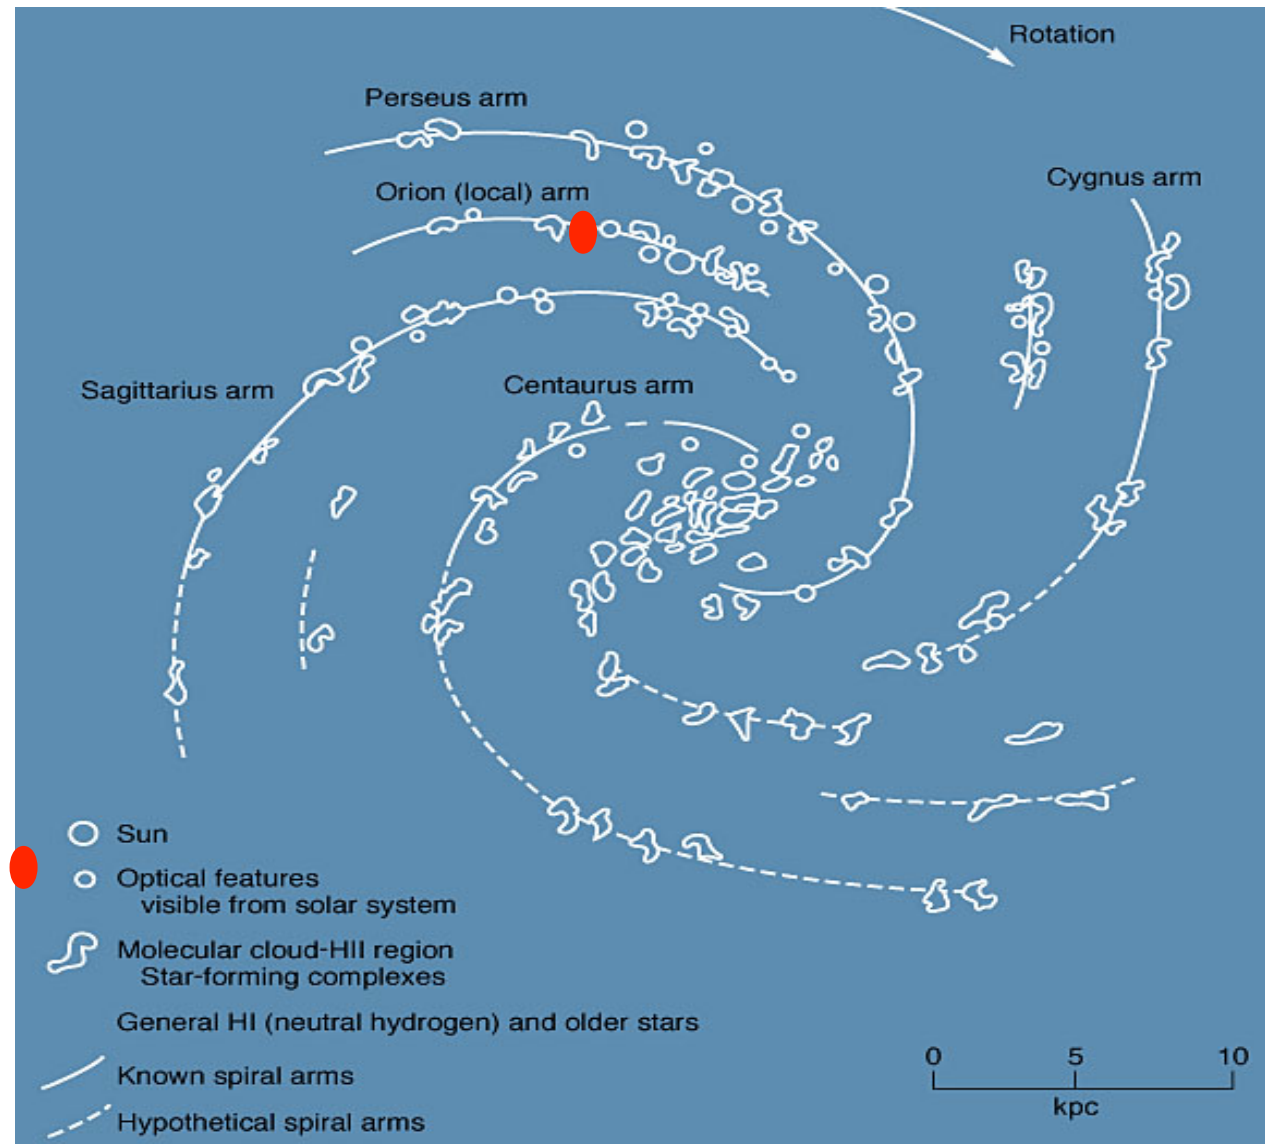 Rotation
Perseus arm
Cygnus arm
Orion (local) arm
Centaurus arm
Sagittarius arm
Sun
Optical features
visible from solar system
Molecular cloud-HII region
Star-forming complexes
General HI (neutral hydrogen) and older stars
Known spiral arms
Hypothetical spiral arms
0 5 10
kpc